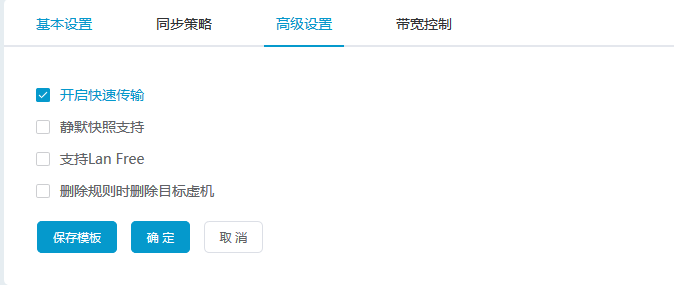 基本设置 同步策略 高级设置 带宽控制
开启快速传输
静默快照支持
支持Lan Free
删除规则时删除目标虚机
保存模板 确 定 取 消